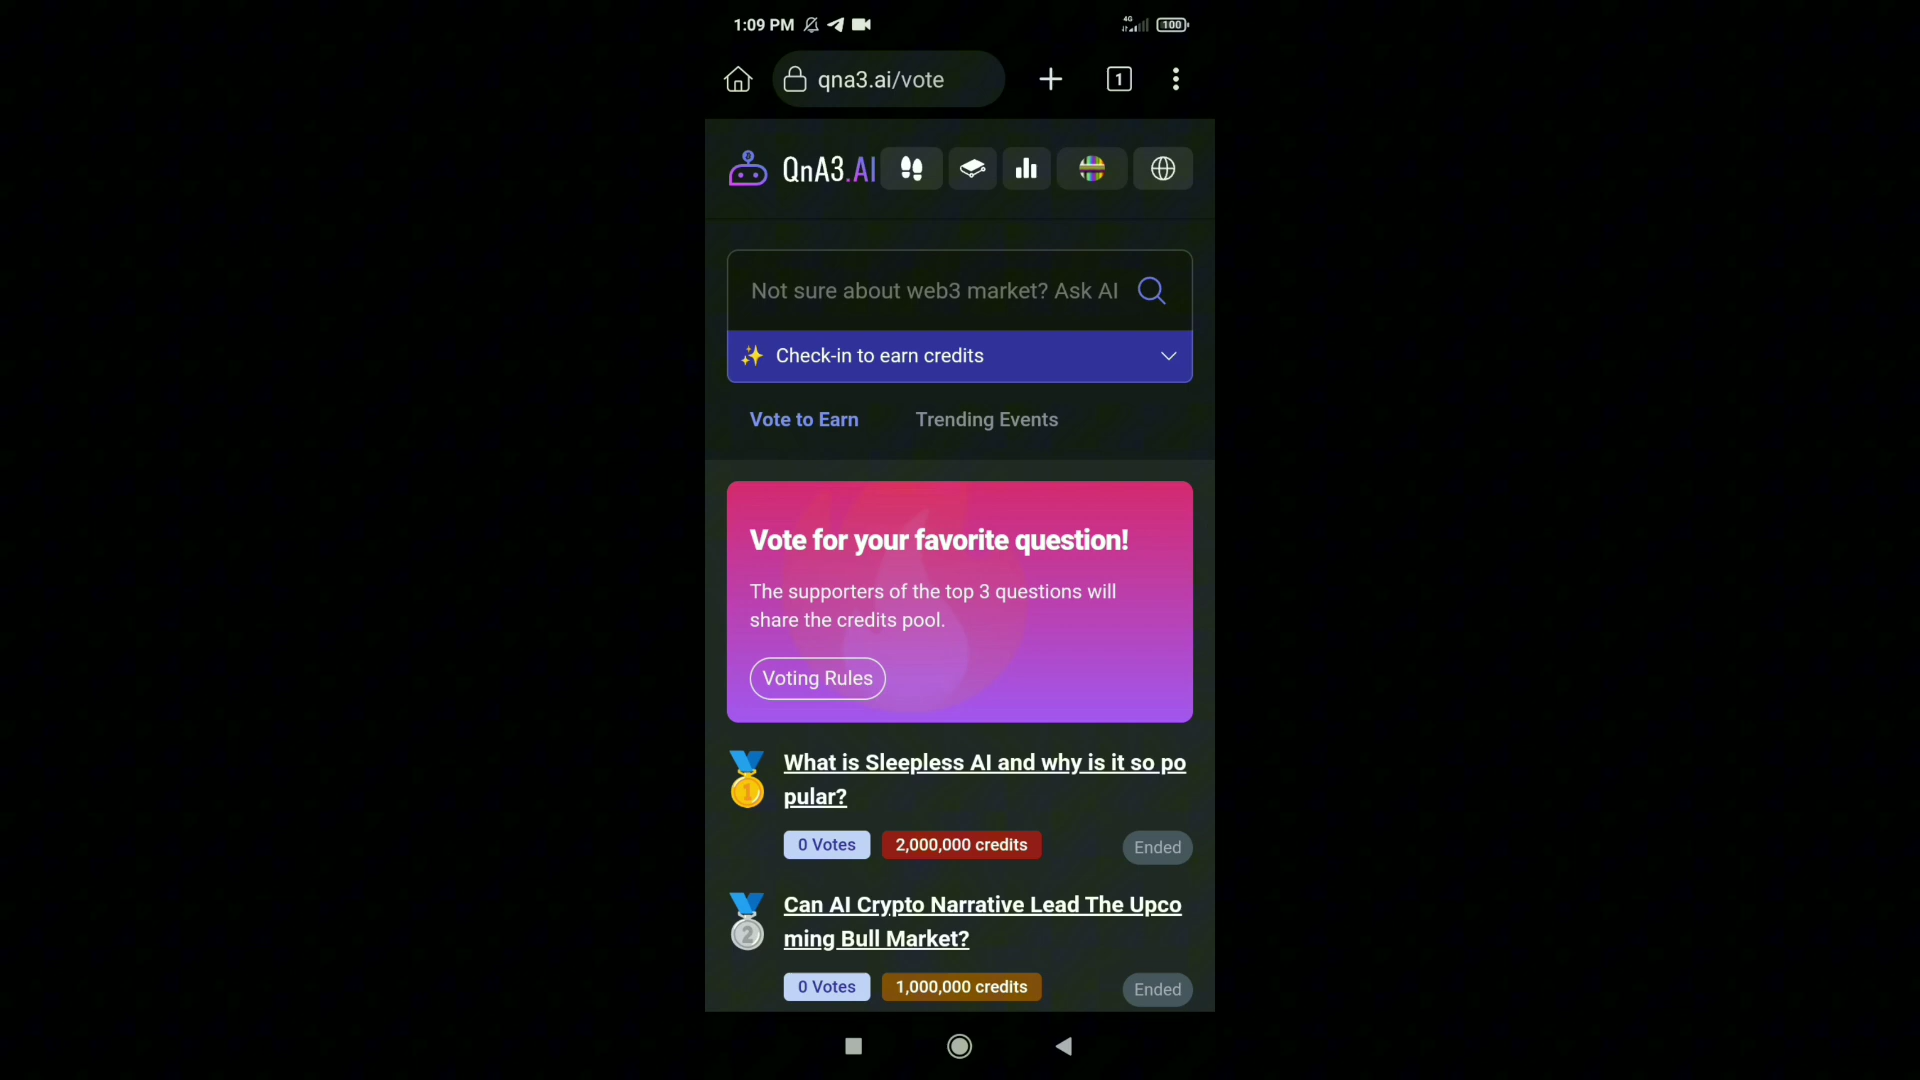 1:09 PM
4G
100
qna3.ai/vote
1
QnA3.AI
Not sure about web3 market? Ask AI
✨ Check-in to earn credits
Vote to Earn
Trending Events
Vote for your favorite question!
The supporters of the top 3 questions will
share the credits pool.
Voting Rules
1
What is Sleepless AI and why is it so po
pular?
0 Votes
2,000,000 credits
Ended
2
Can AI Crypto Narrative Lead The Upco
ming Bull Market?
0 Votes
1,000,000 credits
Ended